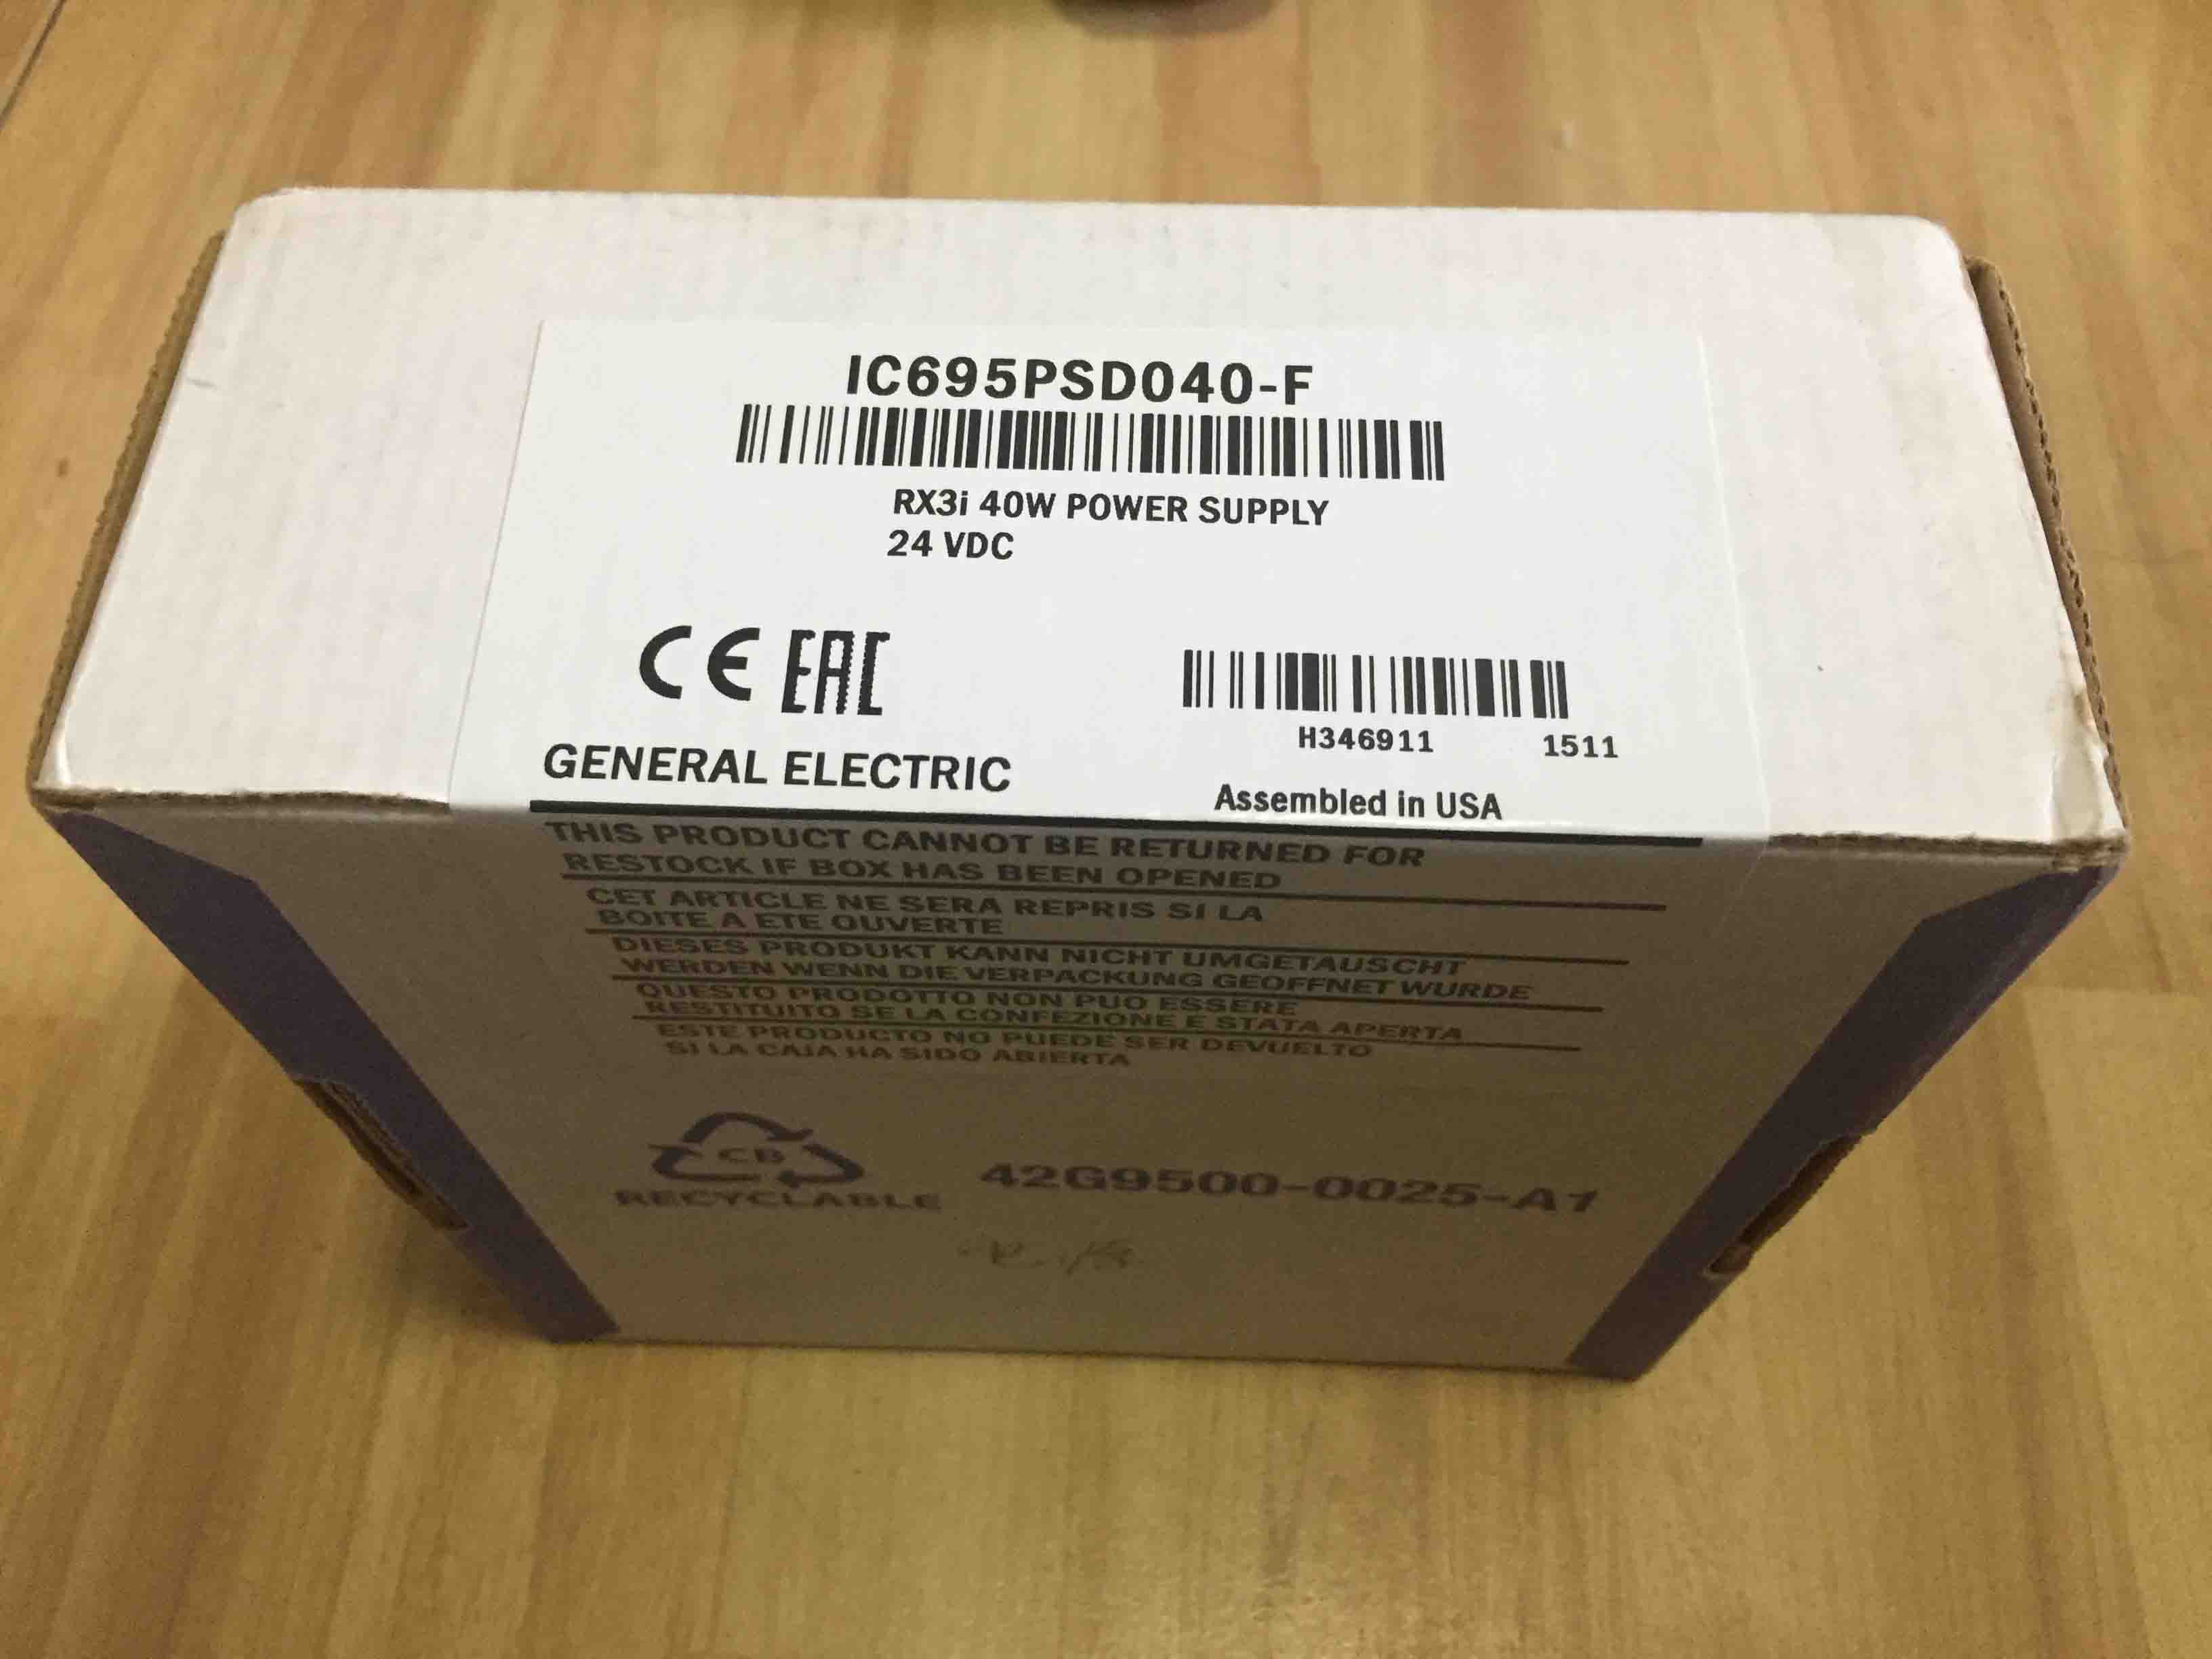 IC695PSD040-F
RX3i 40W POWER SUPPLY
24 VDC
CE EAC
H346911 1511
GENERAL ELECTRIC
Assembled in USA
THIS PRODUCT CANNOT BE RETURNED FOR
RESTOCK IF BOX HAS BEEN OPENED
CET ARTICLE NE SERA REPRIS SI LA
BOITE A ETE OUVERTE
DIESES PRODUKT KANN NICHT UMGETAUSCHT
WERDEN WENN DIE VERPACKUNG GEOFFNET WURDE
QUESTO PRODOTTO NON PUO ESSERE
RESTITUITO SE LA CONFEZIONE E STATA APERTA
ESTE PRODUCTO NO PUEDE SER DEVUELTO
SI LA CAJA HA SIDO ABIERTA
CB
RECYCLABLE
42G9500-0025-A1